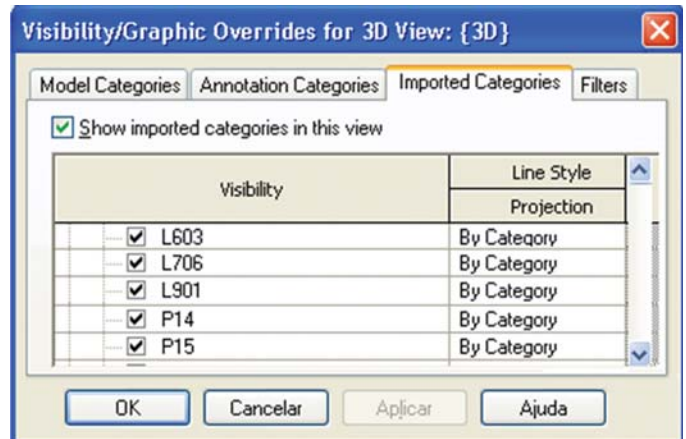 Visibility/Graphic Overrides for 3D View: {3D}
Model Categories Annotation Categories Imported Categories Filters
Show imported categories in this view
Visibility Line Style
Projection
L603 By Category
L706 By Category
L901 By Category
P14 By Category
P15 By Category
OK Cancelar Aplicar Ajuda